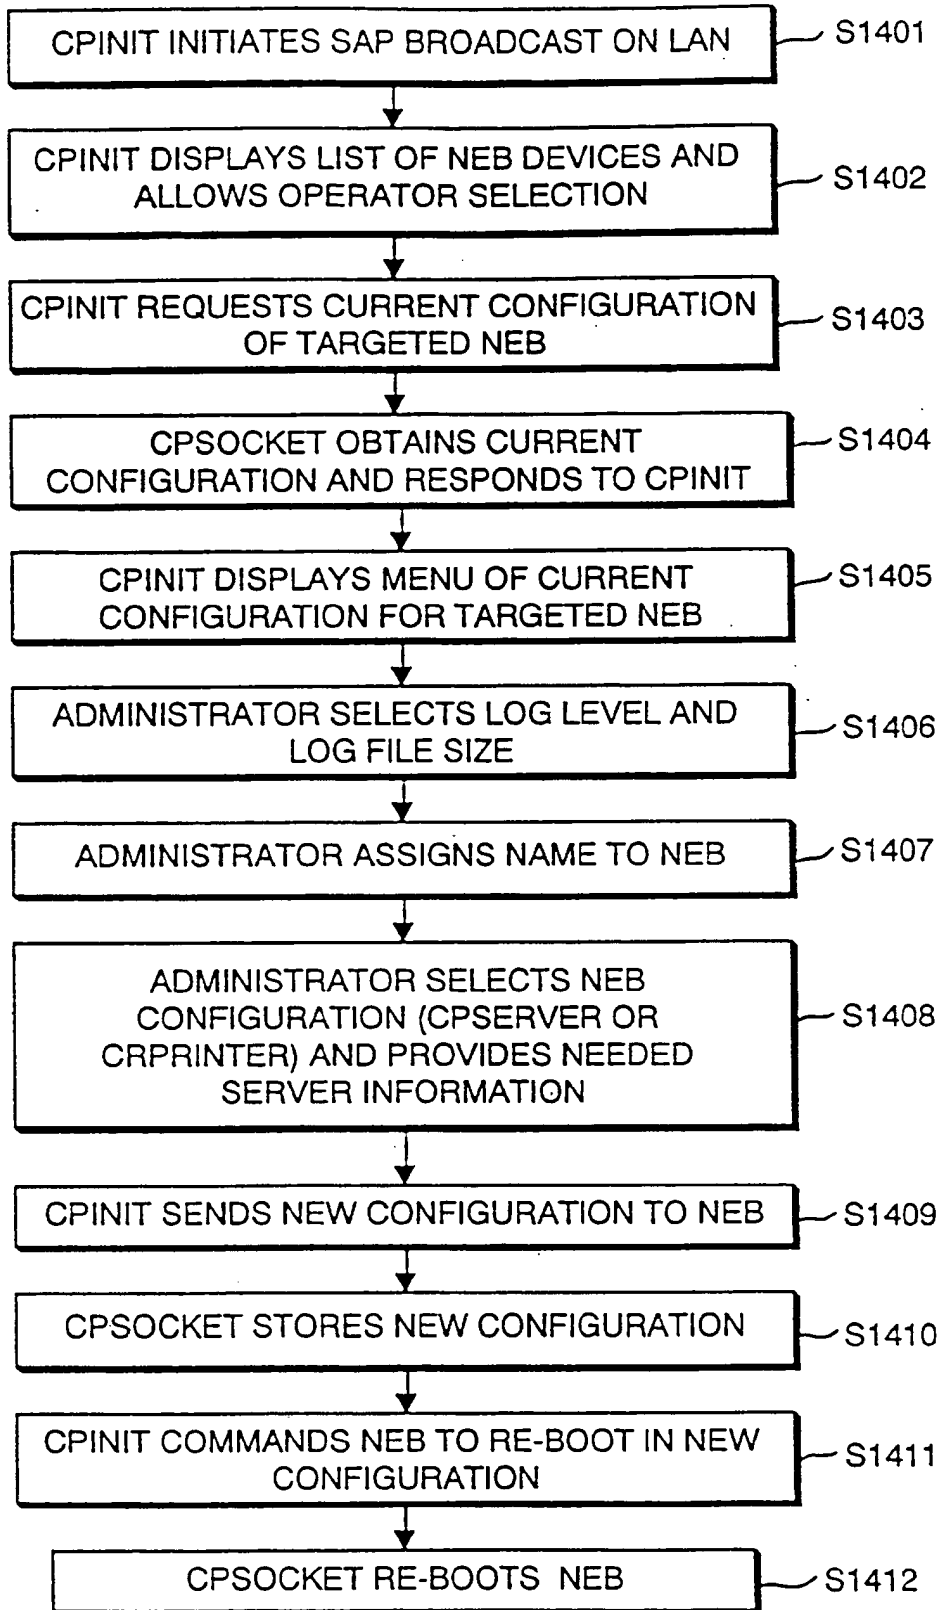 CPINIT INITIATES SAP BROADCAST ON LAN
S1401
CPINIT DISPLAYS LIST OF NEB DEVICES AND
ALLOWS OPERATOR SELECTION
S1402
CPINIT REQUESTS CURRENT CONFIGURATION
OF TARGETED NEB
S1403
CPSOCKET OBTAINS CURRENT
CONFIGURATION AND RESPONDS TO CPINIT
S1404
CPINIT DISPLAYS MENU OF CURRENT
CONFIGURATION FOR TARGETED NEB
S1405
ADMINISTRATOR SELECTS LOG LEVEL AND
LOG FILE SIZE
S1406
ADMINISTRATOR ASSIGNS NAME TO NEB
S1407
ADMINISTRATOR SELECTS NEB
CONFIGURATION (CPSERVER OR
CRPRINTER) AND PROVIDES NEEDED
SERVER INFORMATION
S1408
CPINIT SENDS NEW CONFIGURATION TO NEB
S1409
CPSOCKET STORES NEW CONFIGURATION
S1410
CPINIT COMMANDS NEB TO RE-BOOT IN NEW
CONFIGURATION
S1411
CPSOCKET RE-BOOTS NEB
S1412